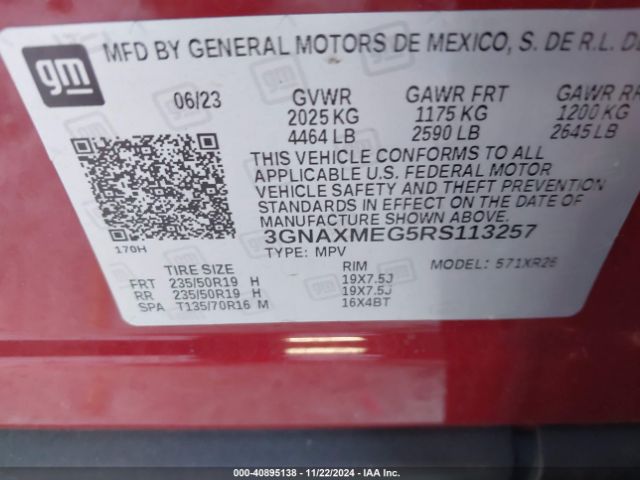 gm
MFD BY GENERAL MOTORS DE MEXICO, S. DE R.L. DE
06/23 GVWR GAWR FRT GAWR RR
2025 KG 1175 KG 1200 KG
4464 LB 2590 LB 2645 LB
THIS VEHICLE CONFORMS TO ALL
APPLICABLE U.S. FEDERAL MOTOR
VEHICLE SAFETY AND THEFT PREVENTION
STANDARDS IN EFFECT ON THE DATE OF
MANUFACTURE SHOWN ABOVE.
170H 3GNAXMEG5RS113257
TYPE: MPV MODEL: 571XR26
TIRE SIZE RIM
FRT 235/50R19 H 19X7.5J
RR 235/50R19 H 19X7.5J
SPA T135/70R16 M 16X4BT
000-40895138 - 11/22/2024 - IAA